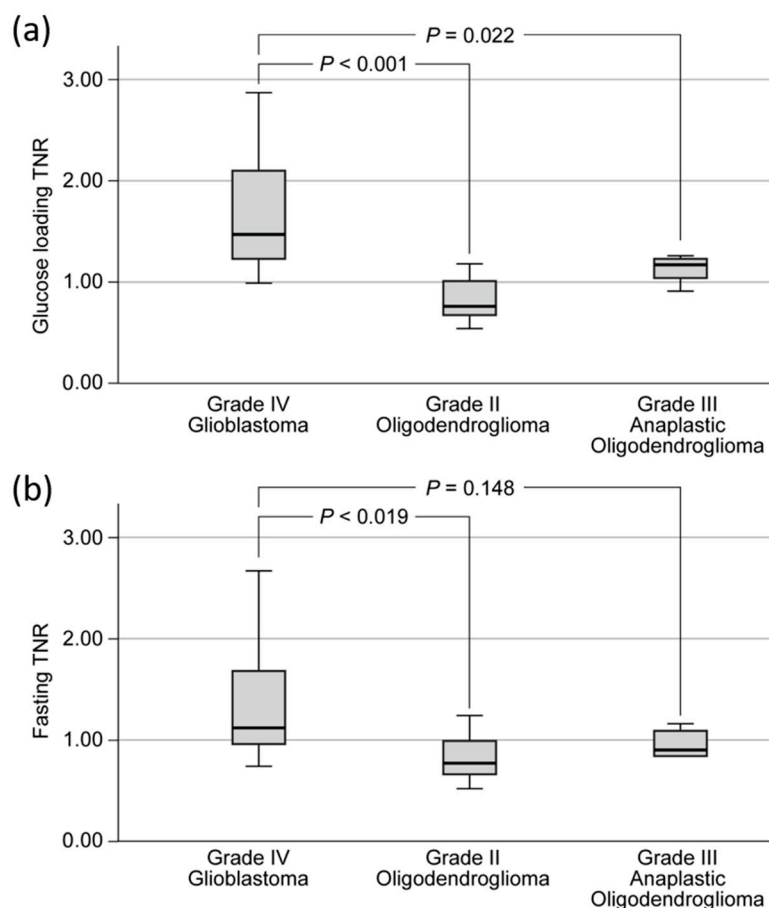 (a)
P = 0.022
P < 0.001
3.00
2.00
1.00
0.00
Glucose loading TNR
Grade IV
Glioblastoma
Grade II
Oligodendroglioma
Grade III
Anaplastic
Oligodendroglioma
(b)
P = 0.148
P < 0.019
3.00
2.00
1.00
0.00
Fasting TNR
Grade IV
Glioblastoma
Grade II
Oligodendroglioma
Grade III
Anaplastic
Oligodendroglioma